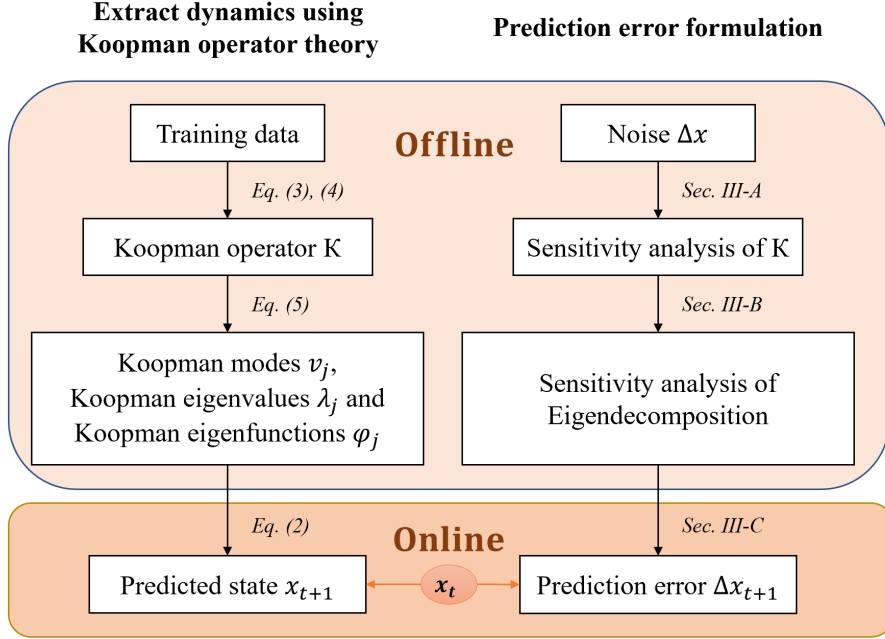 Extract dynamics using
Koopman operator theory
Prediction error formulation
Offline
Training data
Noise Δx
Eq. (3), (4)
Sec. III-A
Koopman operator K
Sensitivity analysis of K
Eq. (5)
Sec. III-B
Koopman modes v_j,
Koopman eigenvalues λ_j and
Koopman eigenfunctions φ_j
Sensitivity analysis of
Eigendecomposition
Eq. (2)
Sec. III-C
Online
Predicted state x_{t+1}
x_t
Prediction error Δx_{t+1}